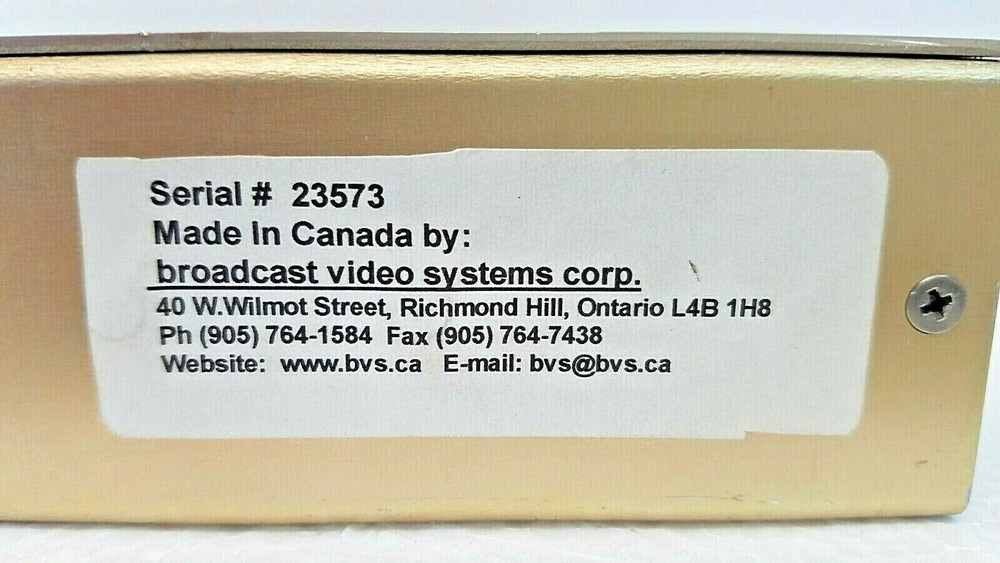 Serial # 23573
Made In Canada by:
broadcast video systems corp.
40 W.Wilmot Street, Richmond Hill, Ontario L4B 1H8
Ph (905) 764-1584 Fax (905) 764-7438
Website: www.bvs.ca E-mail: bvs@bvs.ca